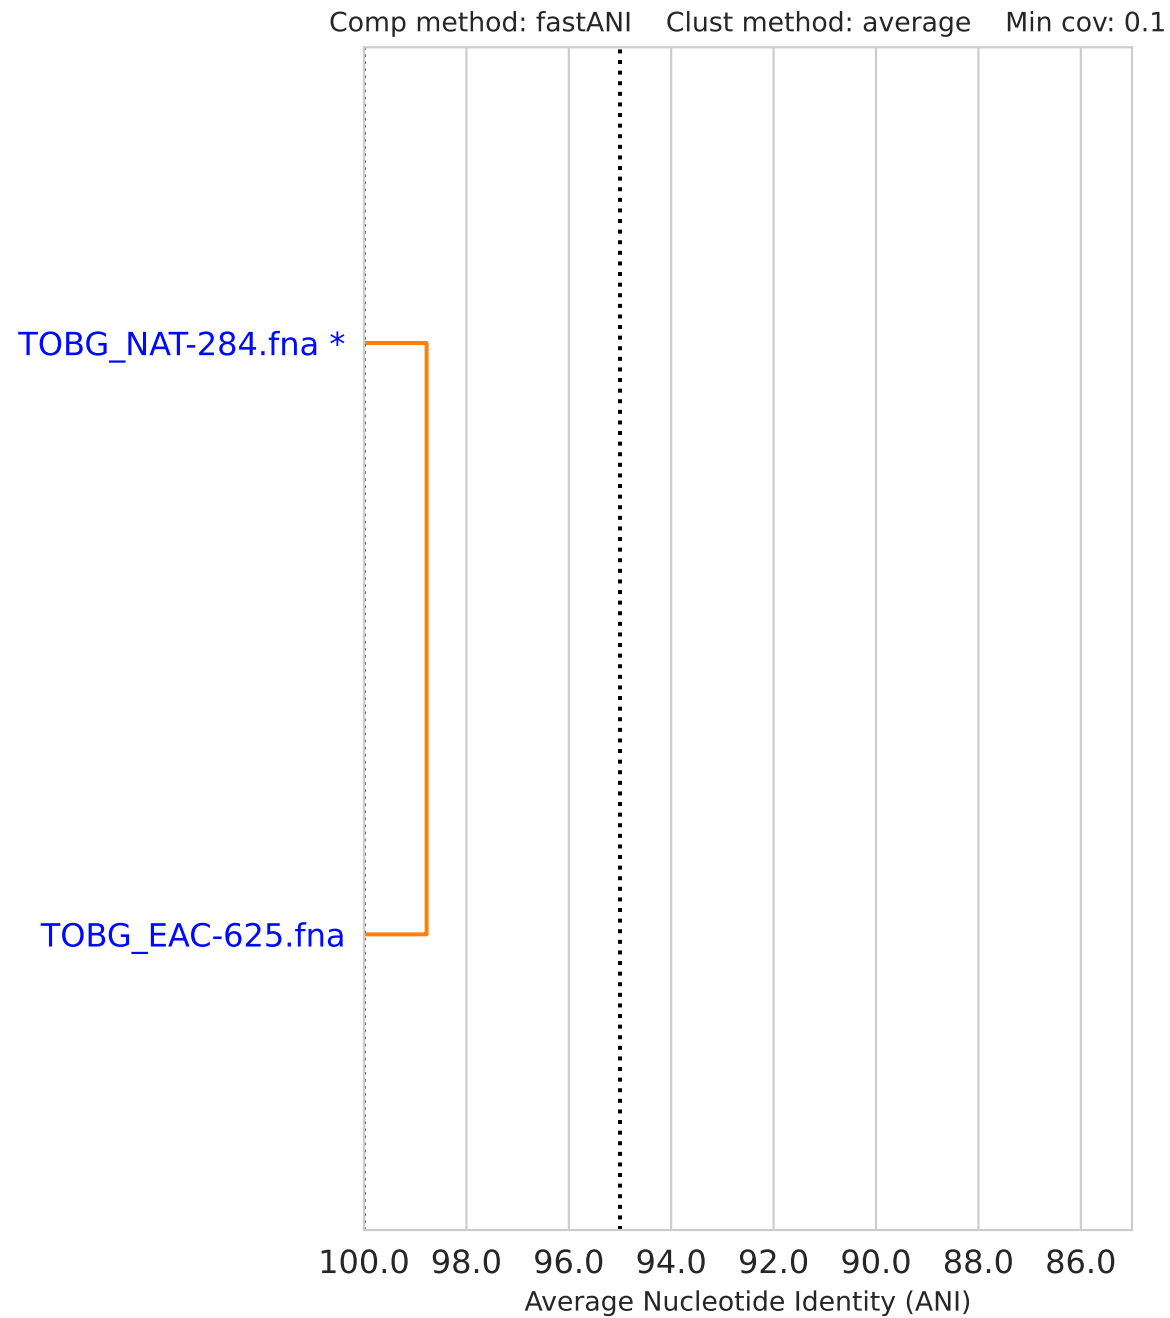 Comp method: fastANI    Clust method: average    Min cov: 0.1
TOBG_NAT-284.fna *
TOBG_EAC-625.fna
100.0 98.0 96.0 94.0 92.0 90.0 88.0 86.0
Average Nucleotide Identity (ANI)